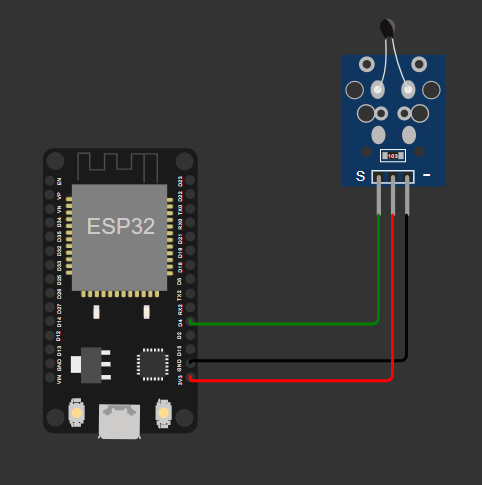 103
S -
EN
VP
VN
D34
D35
D32
D33
D25
D26
D27
D14
D12
D13
GND
VIN
ESP32
D23
D22
TX0
RX0
D21
D19
D18
D5
TX2
RX2
D4
D2
D15
GND
3V3